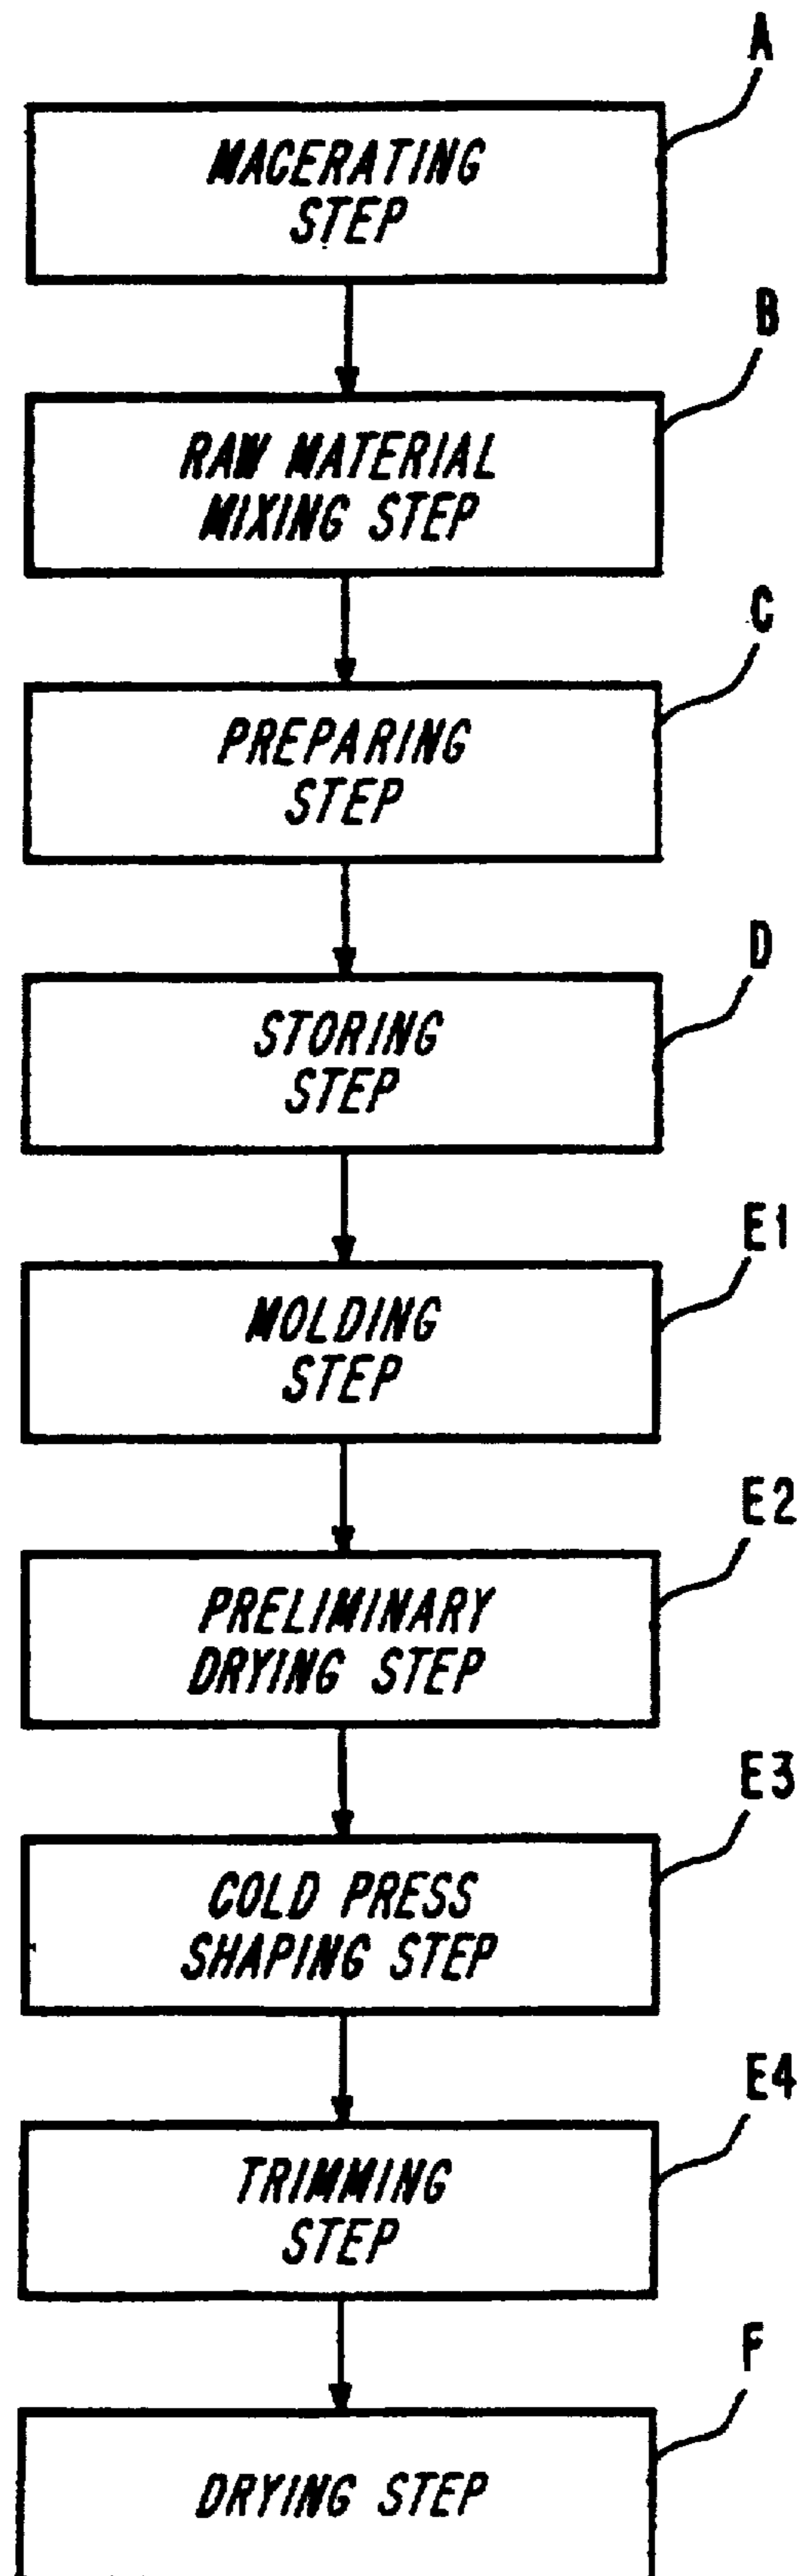 A
MACERATING
STEP
B
RAW MATERIAL
MIXING STEP
C
PREPARING
STEP
D
STORING
STEP
E1
MOLDING
STEP
E2
PRELIMINARY
DRYING STEP
E3
COLD PRESS
SHAPING STEP
E4
TRIMMING
STEP
F
DRYING STEP